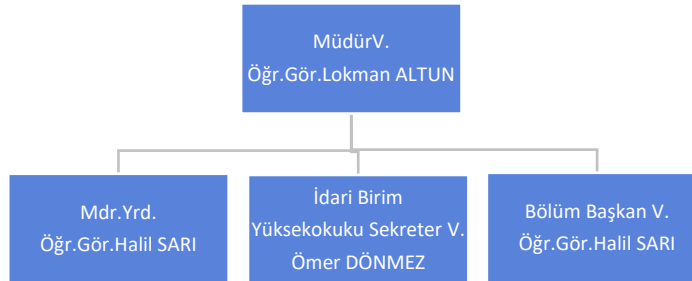 MüdürV.
Öğr.Gör.Lokman ALTUN
Mdr.Yrd.
Öğr.Gör.Halil SARI
İdari Birim
Yüksekokuku Sekreter V.
Ömer DÖNMEZ
Bölüm Başkan V.
Öğr.Gör.Halil SARI